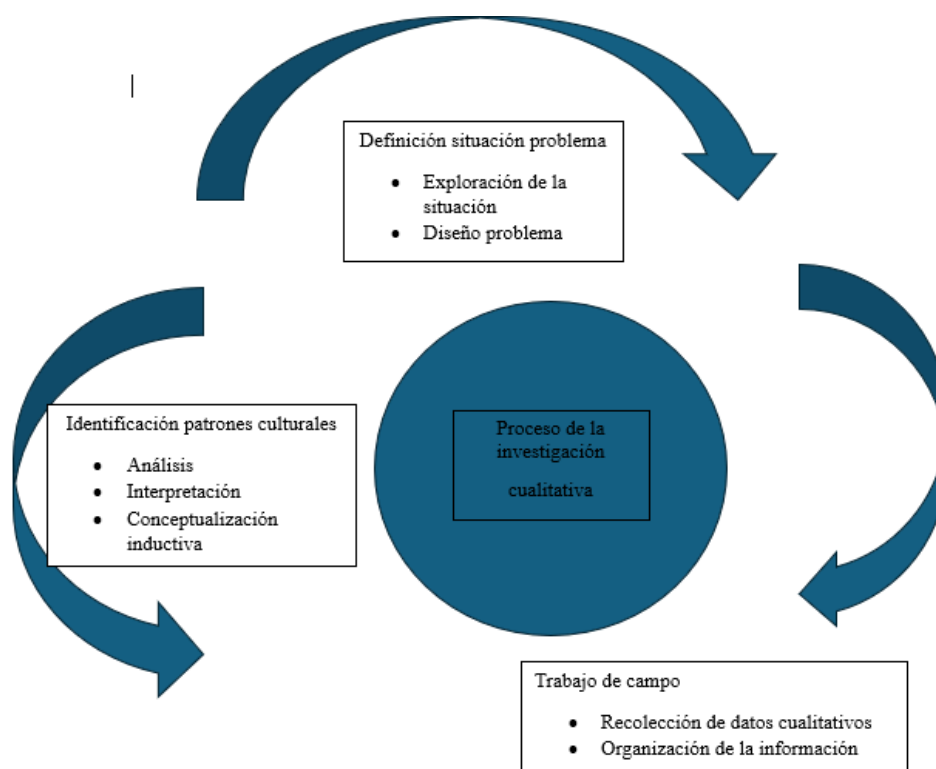 Definición situación problema
• Exploración de la
situación
• Diseño problema
Identificación patrones culturales
• Análisis
• Interpretación
• Conceptualización
inductiva
Proceso de la
investigación
cualitativa
Trabajo de campo
• Recolección de datos cualitativos
• Organización de la información